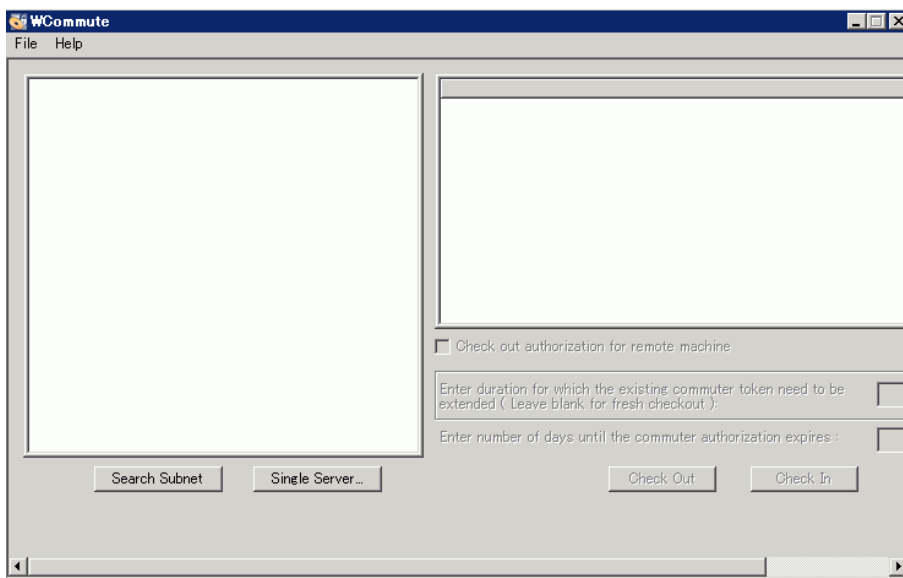 WCommute
File Help
Check out authorization for remote machine
Enter duration for which the existing commuter token need to be
extended ( Leave blank for fresh checkout ):
Enter number of days until the commuter authorization expires :
Search Subnet Single Server... Check Out Check In